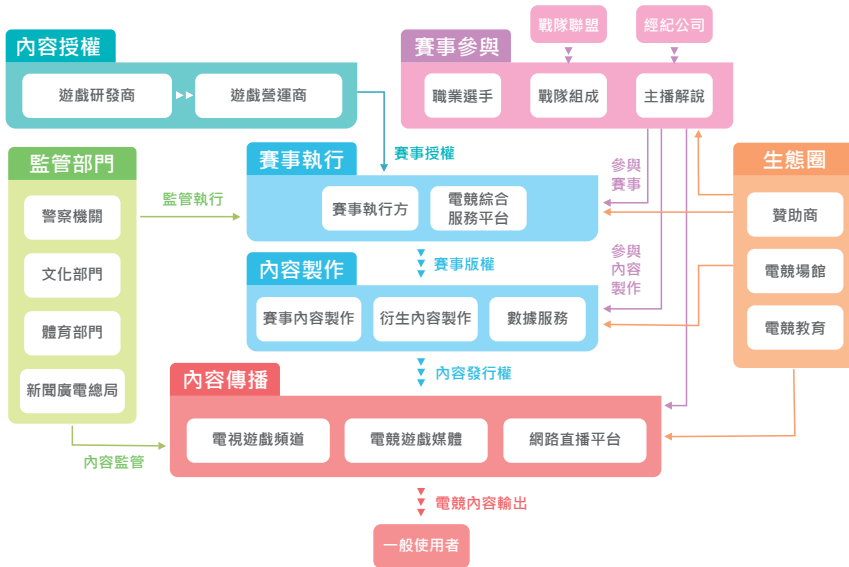 戰隊聯盟
經紀公司
內容授權
賽事參與
遊戲研發商
遊戲營運商
職業選手
戰隊組成
主播解說
監管部門
賽事執行
賽事授權
參與
賽事
生態圈
監管執行
警察機關
賽事執行方
電競綜合
服務平台
贊助商
文化部門
內容製作
賽事版權
參與
內容
製作
電競場館
體育部門
賽事內容製作
衍生內容製作
數據服務
電競教育
新聞廣電總局
內容傳播
內容發行權
電視遊戲頻道
電競遊戲媒體
網路直播平台
內容監管
電競內容輸出
一般使用者